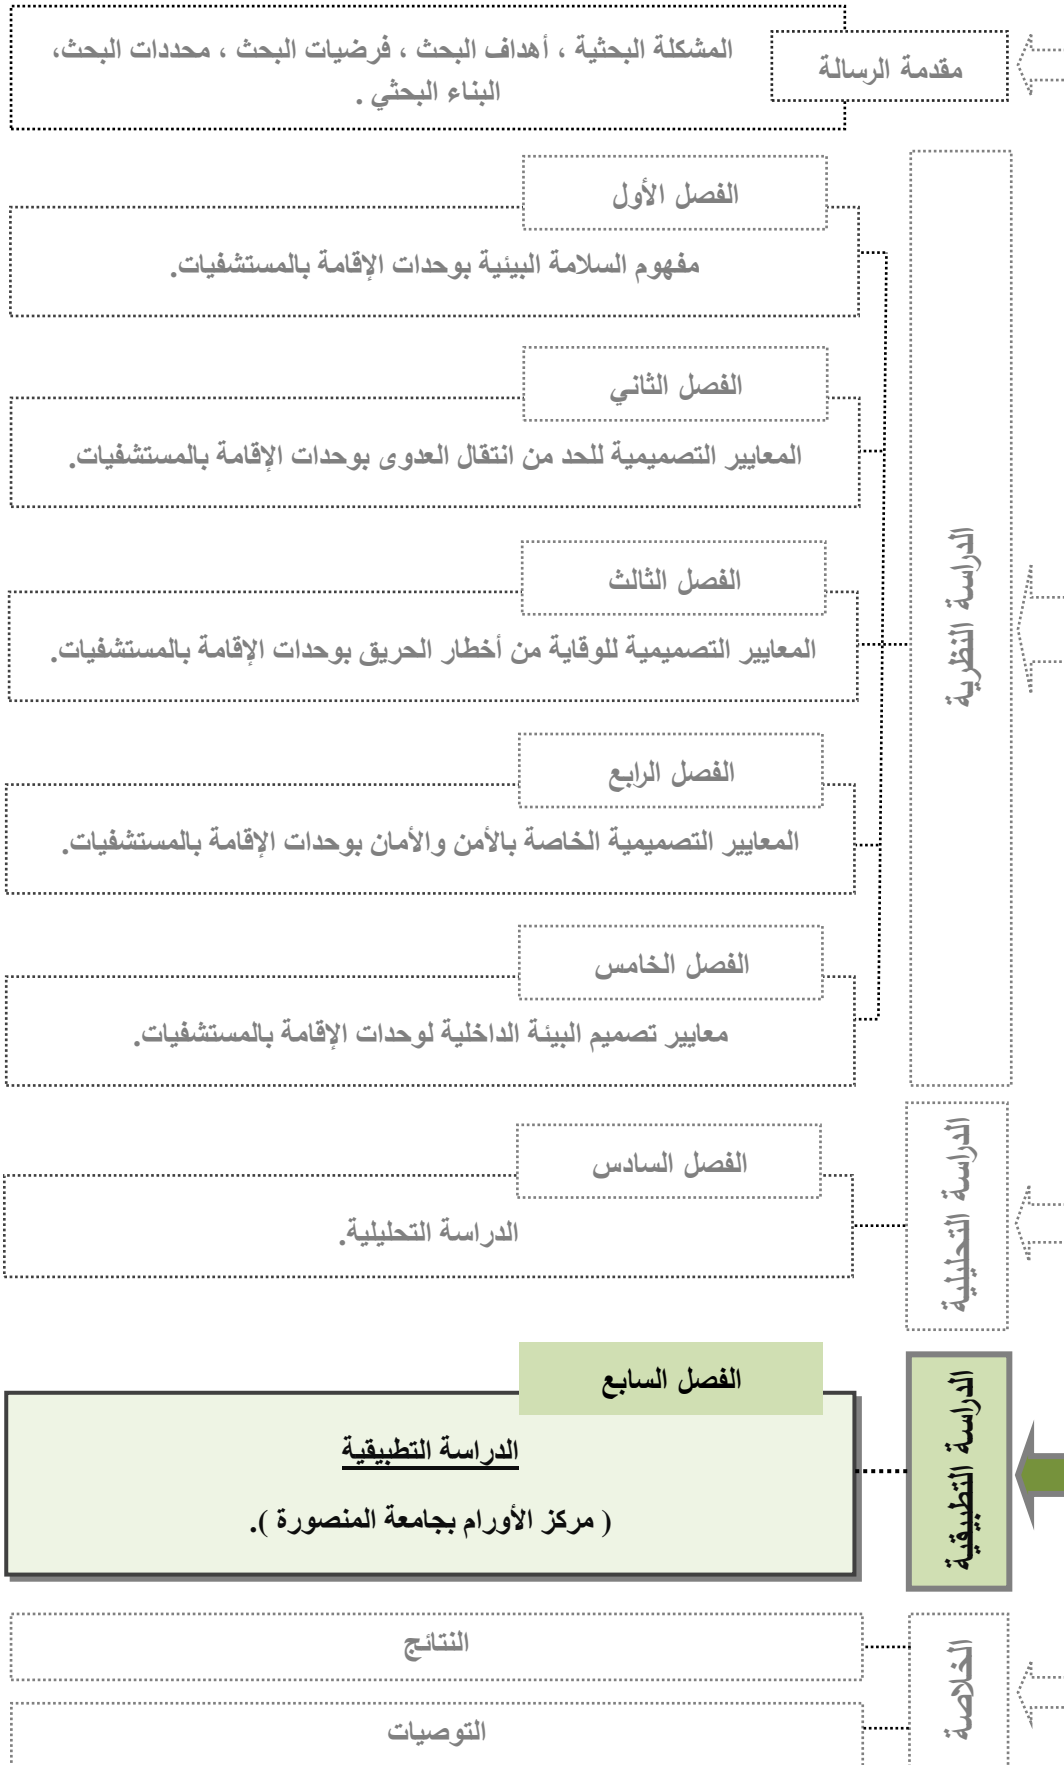 مقدمة الرسالة
المشكلة البحثية ، أهداف البحث ، فرضيات البحث ، محددات البحث،
البناء البحثي .
الدراسة النظرية
الفصل الأول
مفهوم السلامة البيئية بوحدات الإقامة بالمستشفيات.
الفصل الثاني
المعايير التصميمية للحد من انتقال العدوى بوحدات الإقامة بالمستشفيات.
الفصل الثالث
المعايير التصميمية للوقاية من أخطار الحريق بوحدات الإقامة بالمستشفيات.
الفصل الرابع
المعايير التصميمية الخاصة بالأمن والأمان بوحدات الإقامة بالمستشفيات.
الفصل الخامس
معايير تصميم البيئة الداخلية لوحدات الإقامة بالمستشفيات.
الدراسة التحليلية
الفصل السادس
الدراسة التحليلية.
الدراسة التطبيقية
الفصل السابع
الدراسة التطبيقية
( مركز الأورام بجامعة المنصورة ).
الخلاصة
النتائج
التوصيات